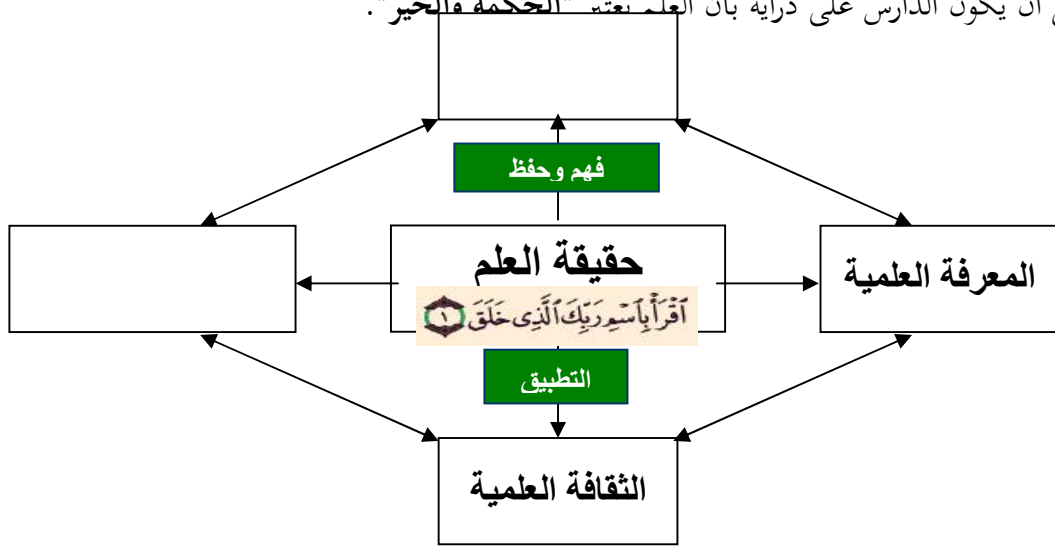 أن يكون الدارس على دراية بأن العلم يعتبر "الحكمة والخير".
فهم وحفظ
حقيقة العلم
المعرفة العلمية
ٱقْرَأْ بِٱسْمِ رَبِّكَ ٱلَّذِى خَلَقَ ١
التطبيق
الثقافة العلمية